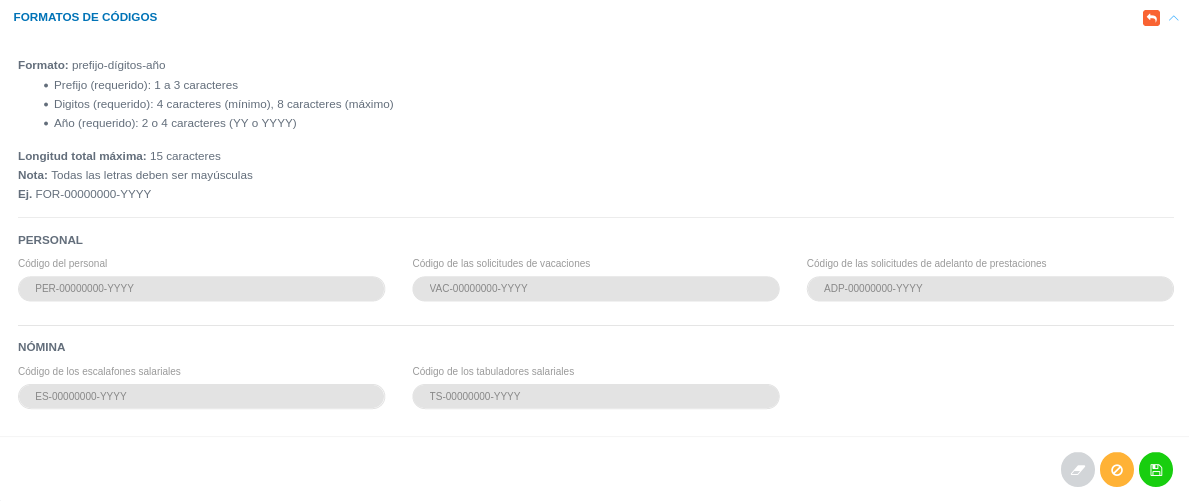 FORMATOS DE CÓDIGOS
Formato: prefijo-dígitos-año
Prefijo (requerido): 1 a 3 caracteres
Digitos (requerido): 4 caracteres (mínimo), 8 caracteres (máximo)
Año (requerido): 2 o 4 caracteres (YY o YYYY)
Longitud total máxima: 15 caracteres
Nota: Todas las letras deben ser mayúsculas
Ej. FOR-00000000-YYYY
PERSONAL
Código del personal
Código de las solicitudes de vacaciones
Código de las solicitudes de adelanto de prestaciones
PER-00000000-YYYY
VAC-00000000-YYYY
ADP-00000000-YYYY
NÓMINA
Código de los escalafones salariales
Código de los tabuladores salariales
ES-00000000-YYYY
TS-00000000-YYYY